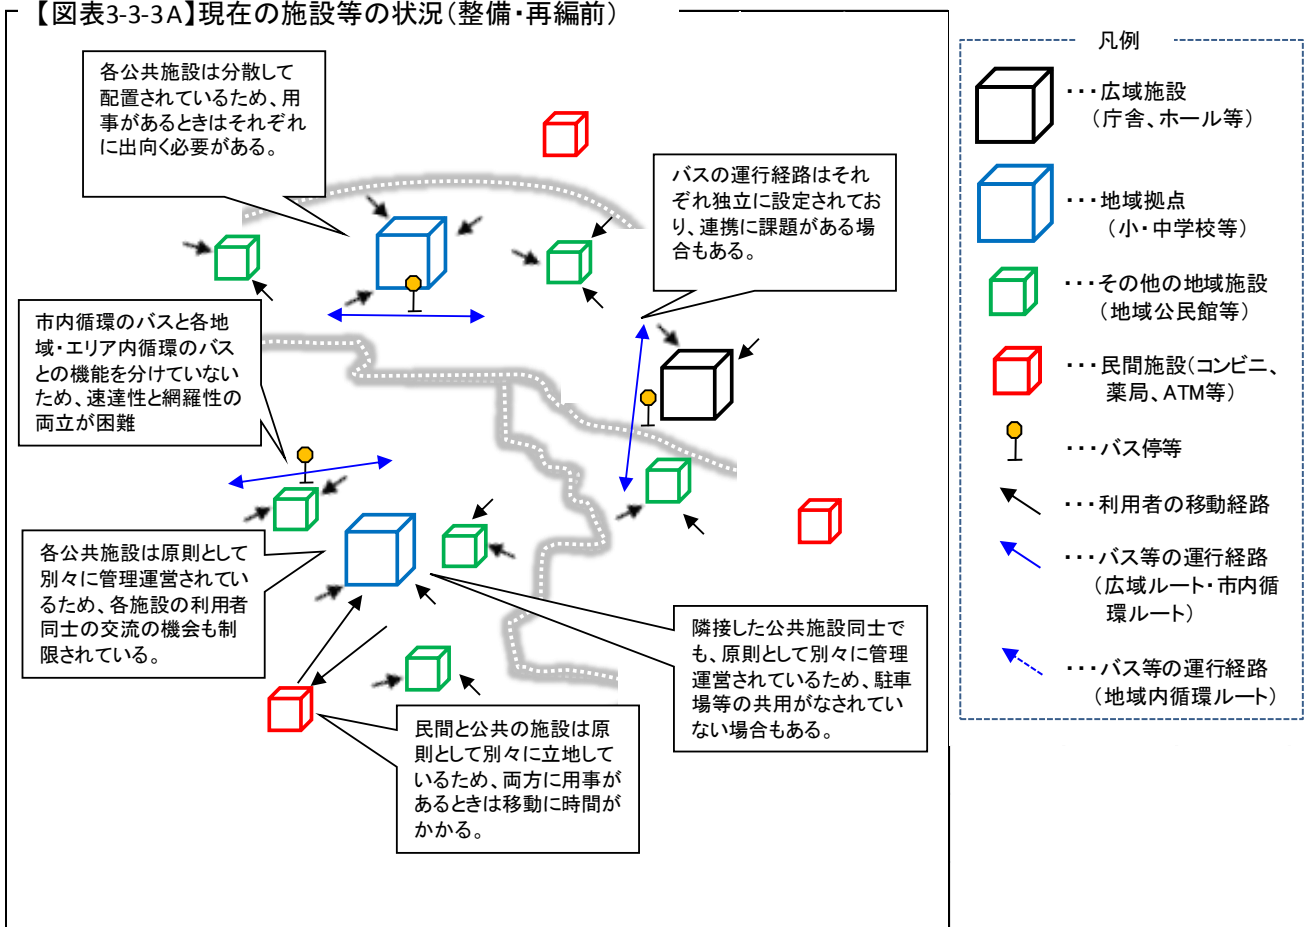 【図表3-3-3A】現在の施設等の状況(整備・再編前)
各公共施設は分散して
配置されているため、用
事があるときはそれぞれ
に出向く必要がある。
バスの運行経路はそれ
ぞれ独立に設定されてお
り、連携に課題がある場
合もある。
市内循環のバスと各地
域・エリア内循環のバス
との機能を分けていない
ため、速達性と網羅性の
両立が困難
各公共施設は原則として
別々に管理運営されてい
るため、各施設の利用者
同士の交流の機会も制
限されている。
隣接した公共施設同士で
も、原則として別々に管理
運営されているため、駐車
場等の共用がなされてい
ない場合もある。
民間と公共の施設は原
則として別々に立地して
いるため、両方に用事が
あるときは移動に時間が
かかる。
凡例
・・・広域施設
(庁舎、ホール等)
・・・地域拠点
(小・中学校等)
・・・その他の地域施設
(地域公民館等)
・・・民間施設(コンビニ、
薬局、ATM等)
・・・バス停等
・・・利用者の移動経路
・・・バス等の運行経路
(広域ルート・市内循
環ルート)
・・・バス等の運行経路
(地域内循環ルート)